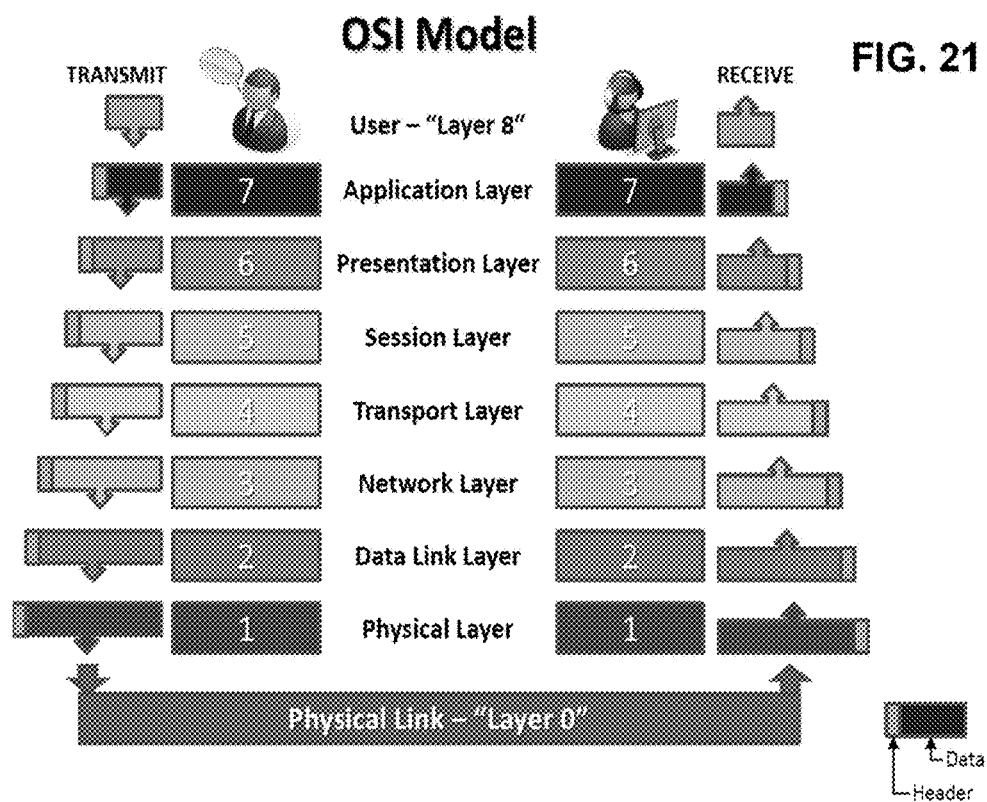 OSI Model
FIG. 21
TRANSMIT
RECEIVE
User – "Layer 8"
7 Application Layer 7
6 Presentation Layer 6
5 Session Layer 5
4 Transport Layer 4
3 Network Layer 3
2 Data Link Layer 2
1 Physical Layer 1
Physical Link – "Layer 0"
Data
Header